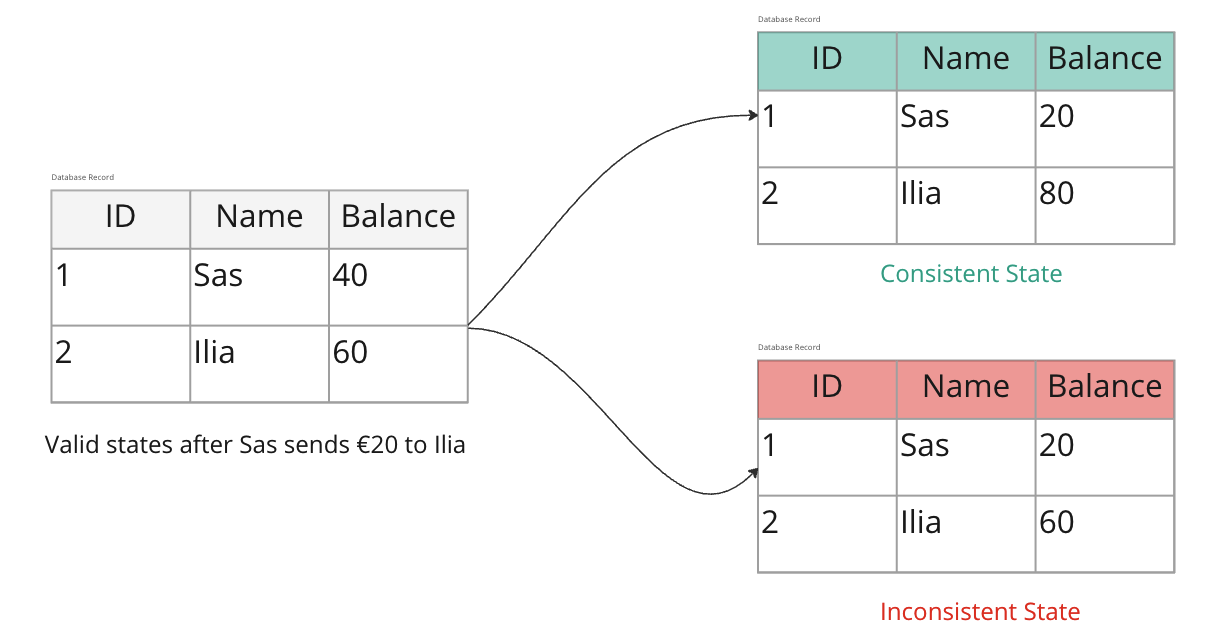 Database Record
ID Name Balance
1 Sas 40
2 Ilia 60
Valid states after Sas sends €20 to Ilia
Database Record
ID Name Balance
1 Sas 20
2 Ilia 80
Consistent State
Database Record
ID Name Balance
1 Sas 20
2 Ilia 60
Inconsistent State